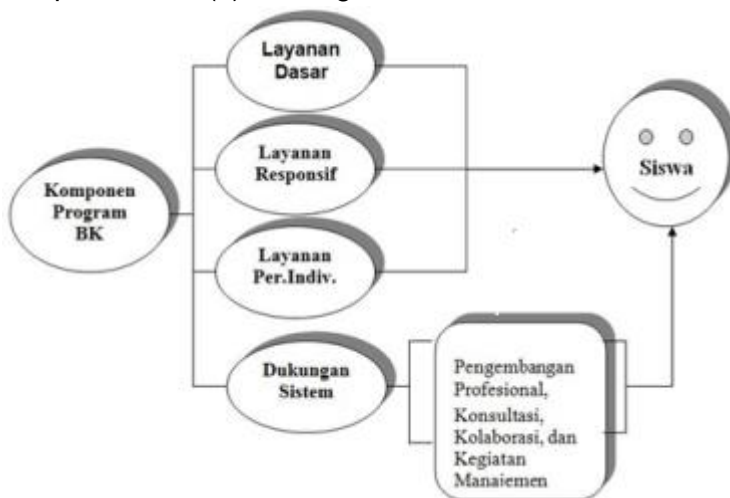 Layanan
Dasar
Layanan
Responsif
Siswa
Komponen
Program
BK
Layanan
Per.Indiv.
Dukungan
Sistem
Pengembangan
Profesional,
Konsultasi,
Kolaborasi, dan
Kegiatan
Manajemen